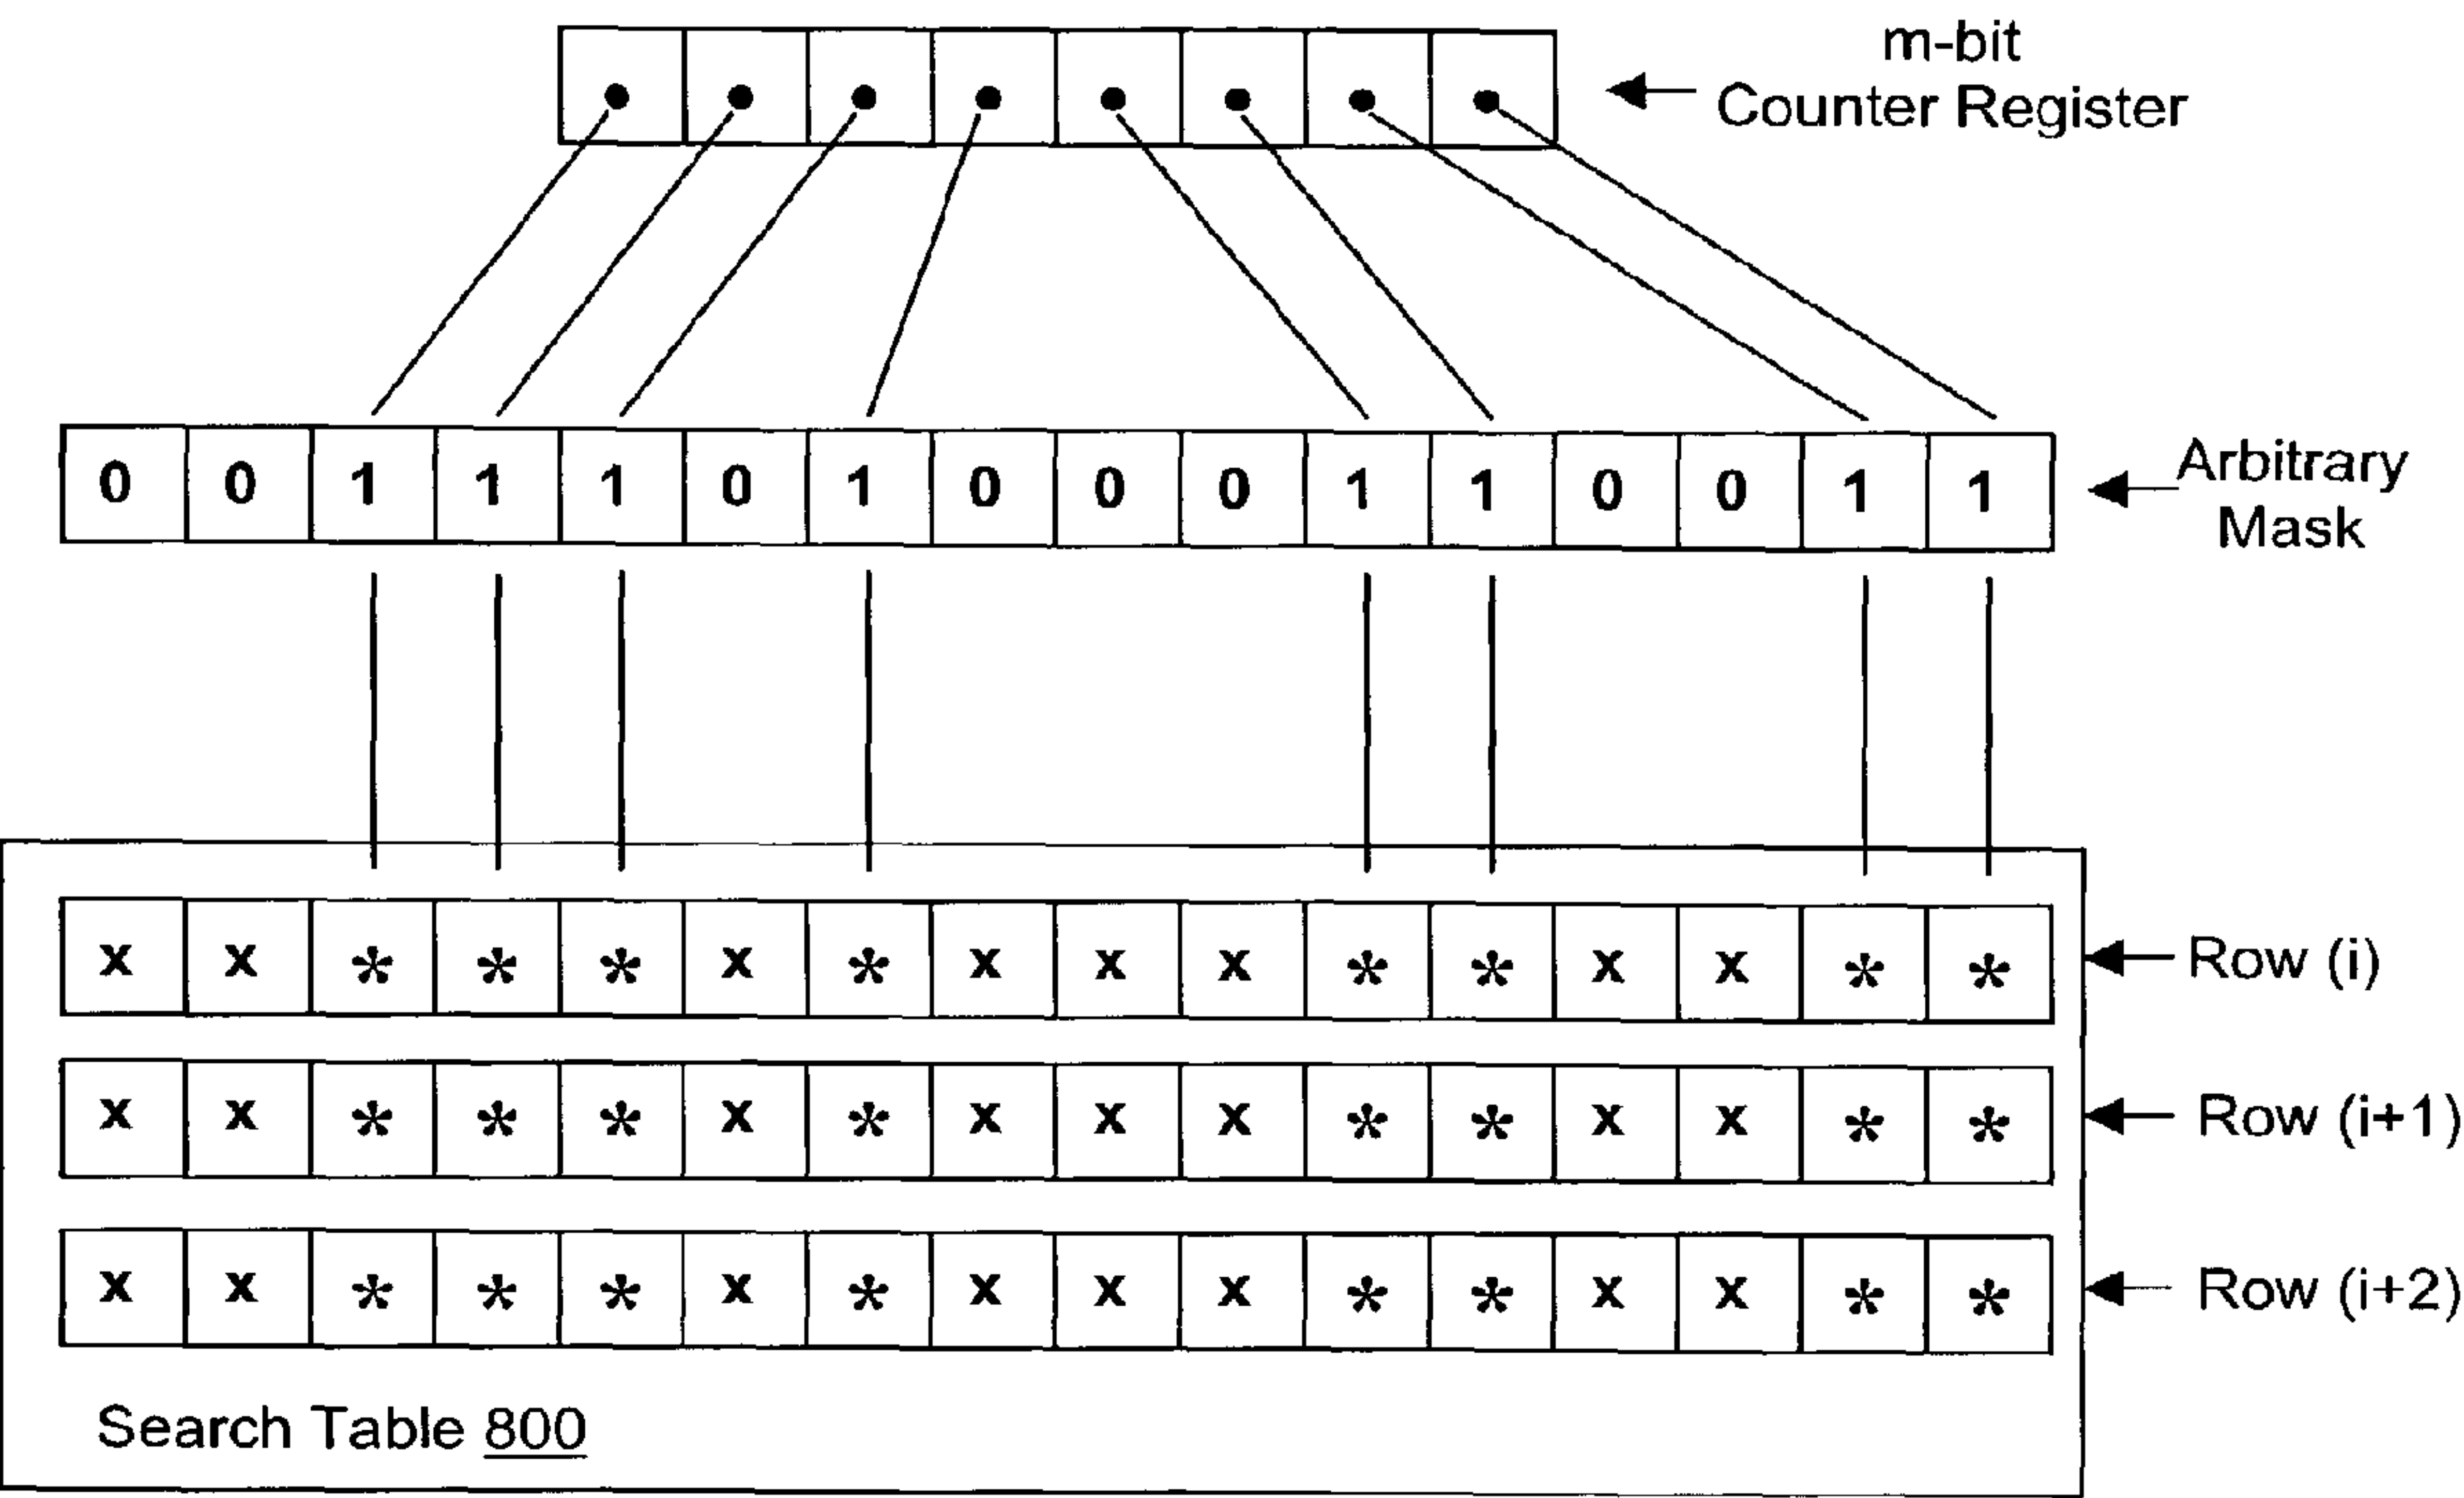 m-bit
Counter Register
0 0 1 1 1 0 1 0 0 0 1 1 0 0 1 1
Arbitrary
Mask
x x * * * x * x x x * * x x * *
Row (i)
x x * * * x * x x x * * x x * *
Row (i+1)
x x * * * x * x x x * * x x * *
Row (i+2)
Search Table 800